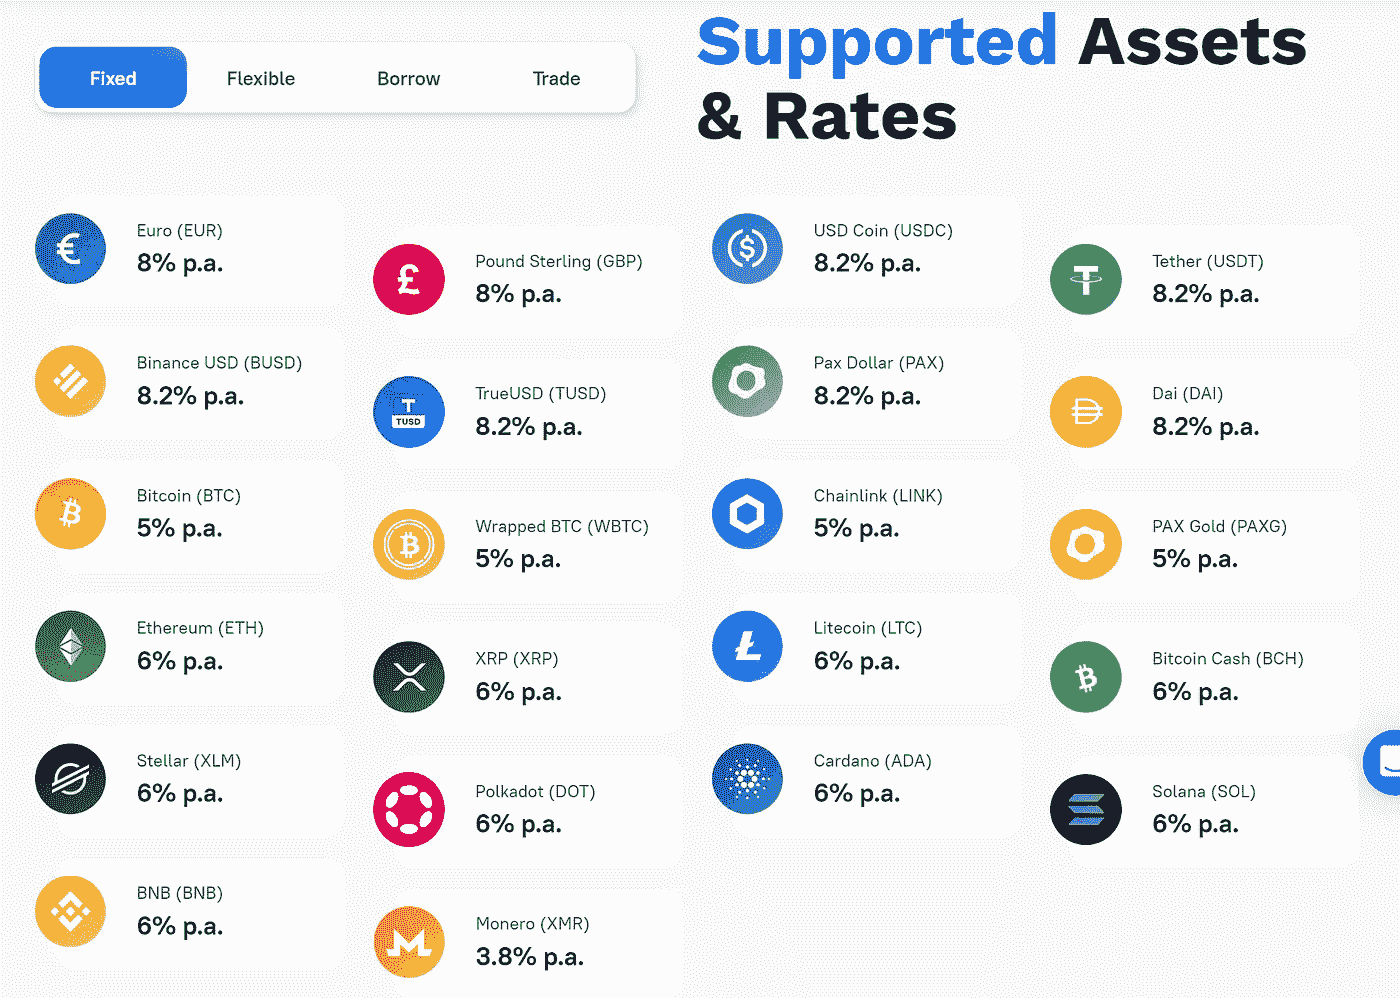 Fixed
Flexible
Borrow
Trade
Supported Assets
& Rates
Euro (EUR)
8% p.a.
Pound Sterling (GBP)
8% p.a.
USD Coin (USDC)
8.2% p.a.
Tether (USDT)
8.2% p.a.
Binance USD (BUSD)
8.2% p.a.
T
TUSD
TrueUSD (TUSD)
8.2% p.a.
Pax Dollar (PAX)
8.2% p.a.
Dai (DAI)
8.2% p.a.
Bitcoin (BTC)
5% p.a.
Wrapped BTC (WBTC)
5% p.a.
Chainlink (LINK)
5% p.a.
PAX Gold (PAXG)
5% p.a.
Ethereum (ETH)
6% p.a.
XRP (XRP)
6% p.a.
Litecoin (LTC)
6% p.a.
Bitcoin Cash (BCH)
6% p.a.
Stellar (XLM)
6% p.a.
Polkadot (DOT)
6% p.a.
Cardano (ADA)
6% p.a.
Solana (SOL)
6% p.a.
BNB (BNB)
6% p.a.
Monero (XMR)
3.8% p.a.